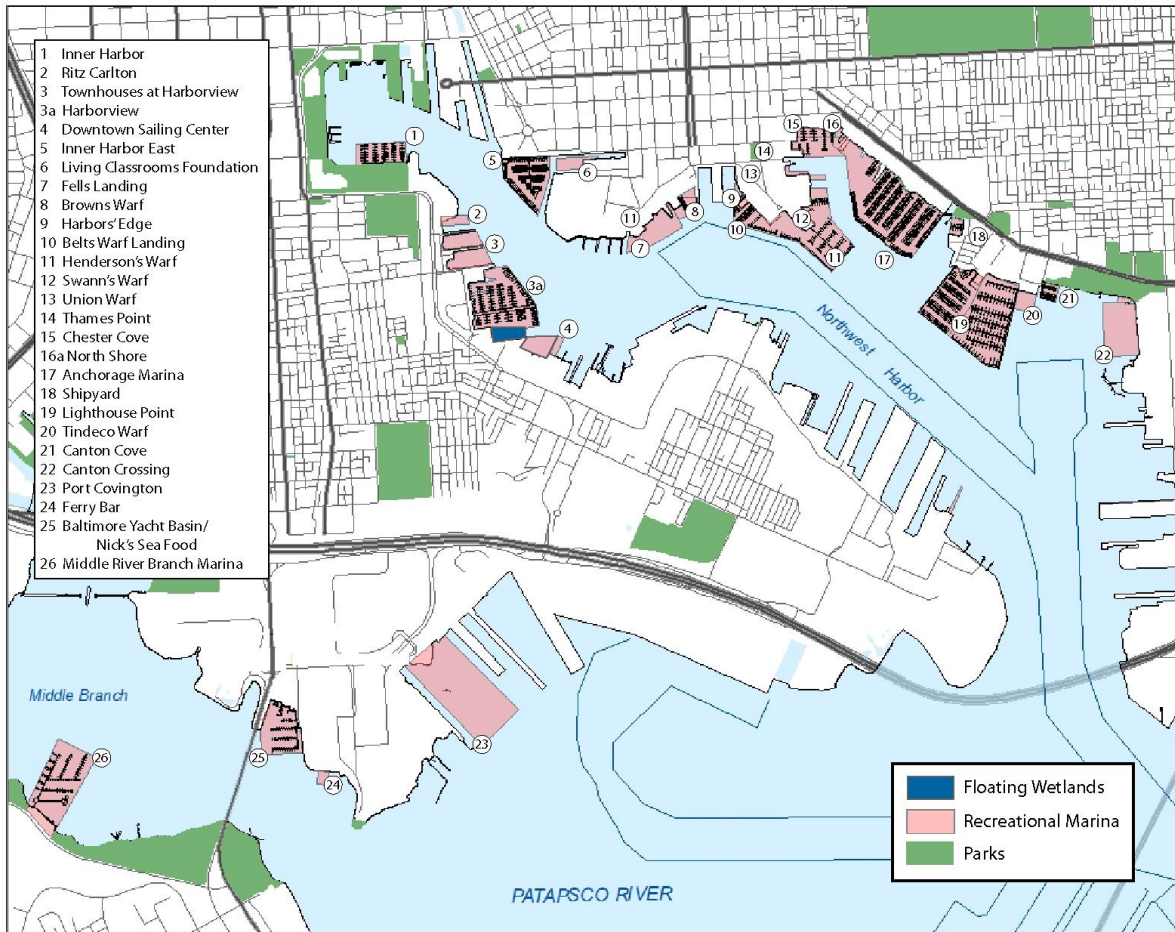 1 Inner Harbor
2 Ritz Carlton
3 Townhouses at Harborview
3a Harborview
4 Downtown Sailing Center
5 Inner Harbor East
6 Living Classrooms Foundation
7 Fells Landing
8 Browns Warf
9 Harbors' Edge
10 Belts Warf Landing
11 Henderson's Warf
12 Swann's Warf
13 Union Warf
14 Thames Point
15 Chester Cove
16a North Shore
17 Anchorage Marina
18 Shipyard
19 Lighthouse Point
20 Tindeco Warf
21 Canton Cove
22 Canton Crossing
23 Port Covington
24 Ferry Bar
25 Baltimore Yacht Basin/
Nick's Sea Food
26 Middle River Branch Marina
1
2
3
3a
4
5
6
11
7
8
9
10
11
12
13
14
15
16
17
18
19
20
21
22
Northwest
Harbor
Middle Branch
26
25
24
23
PATAPSCO RIVER
Floating Wetlands
Recreational Marina
Parks